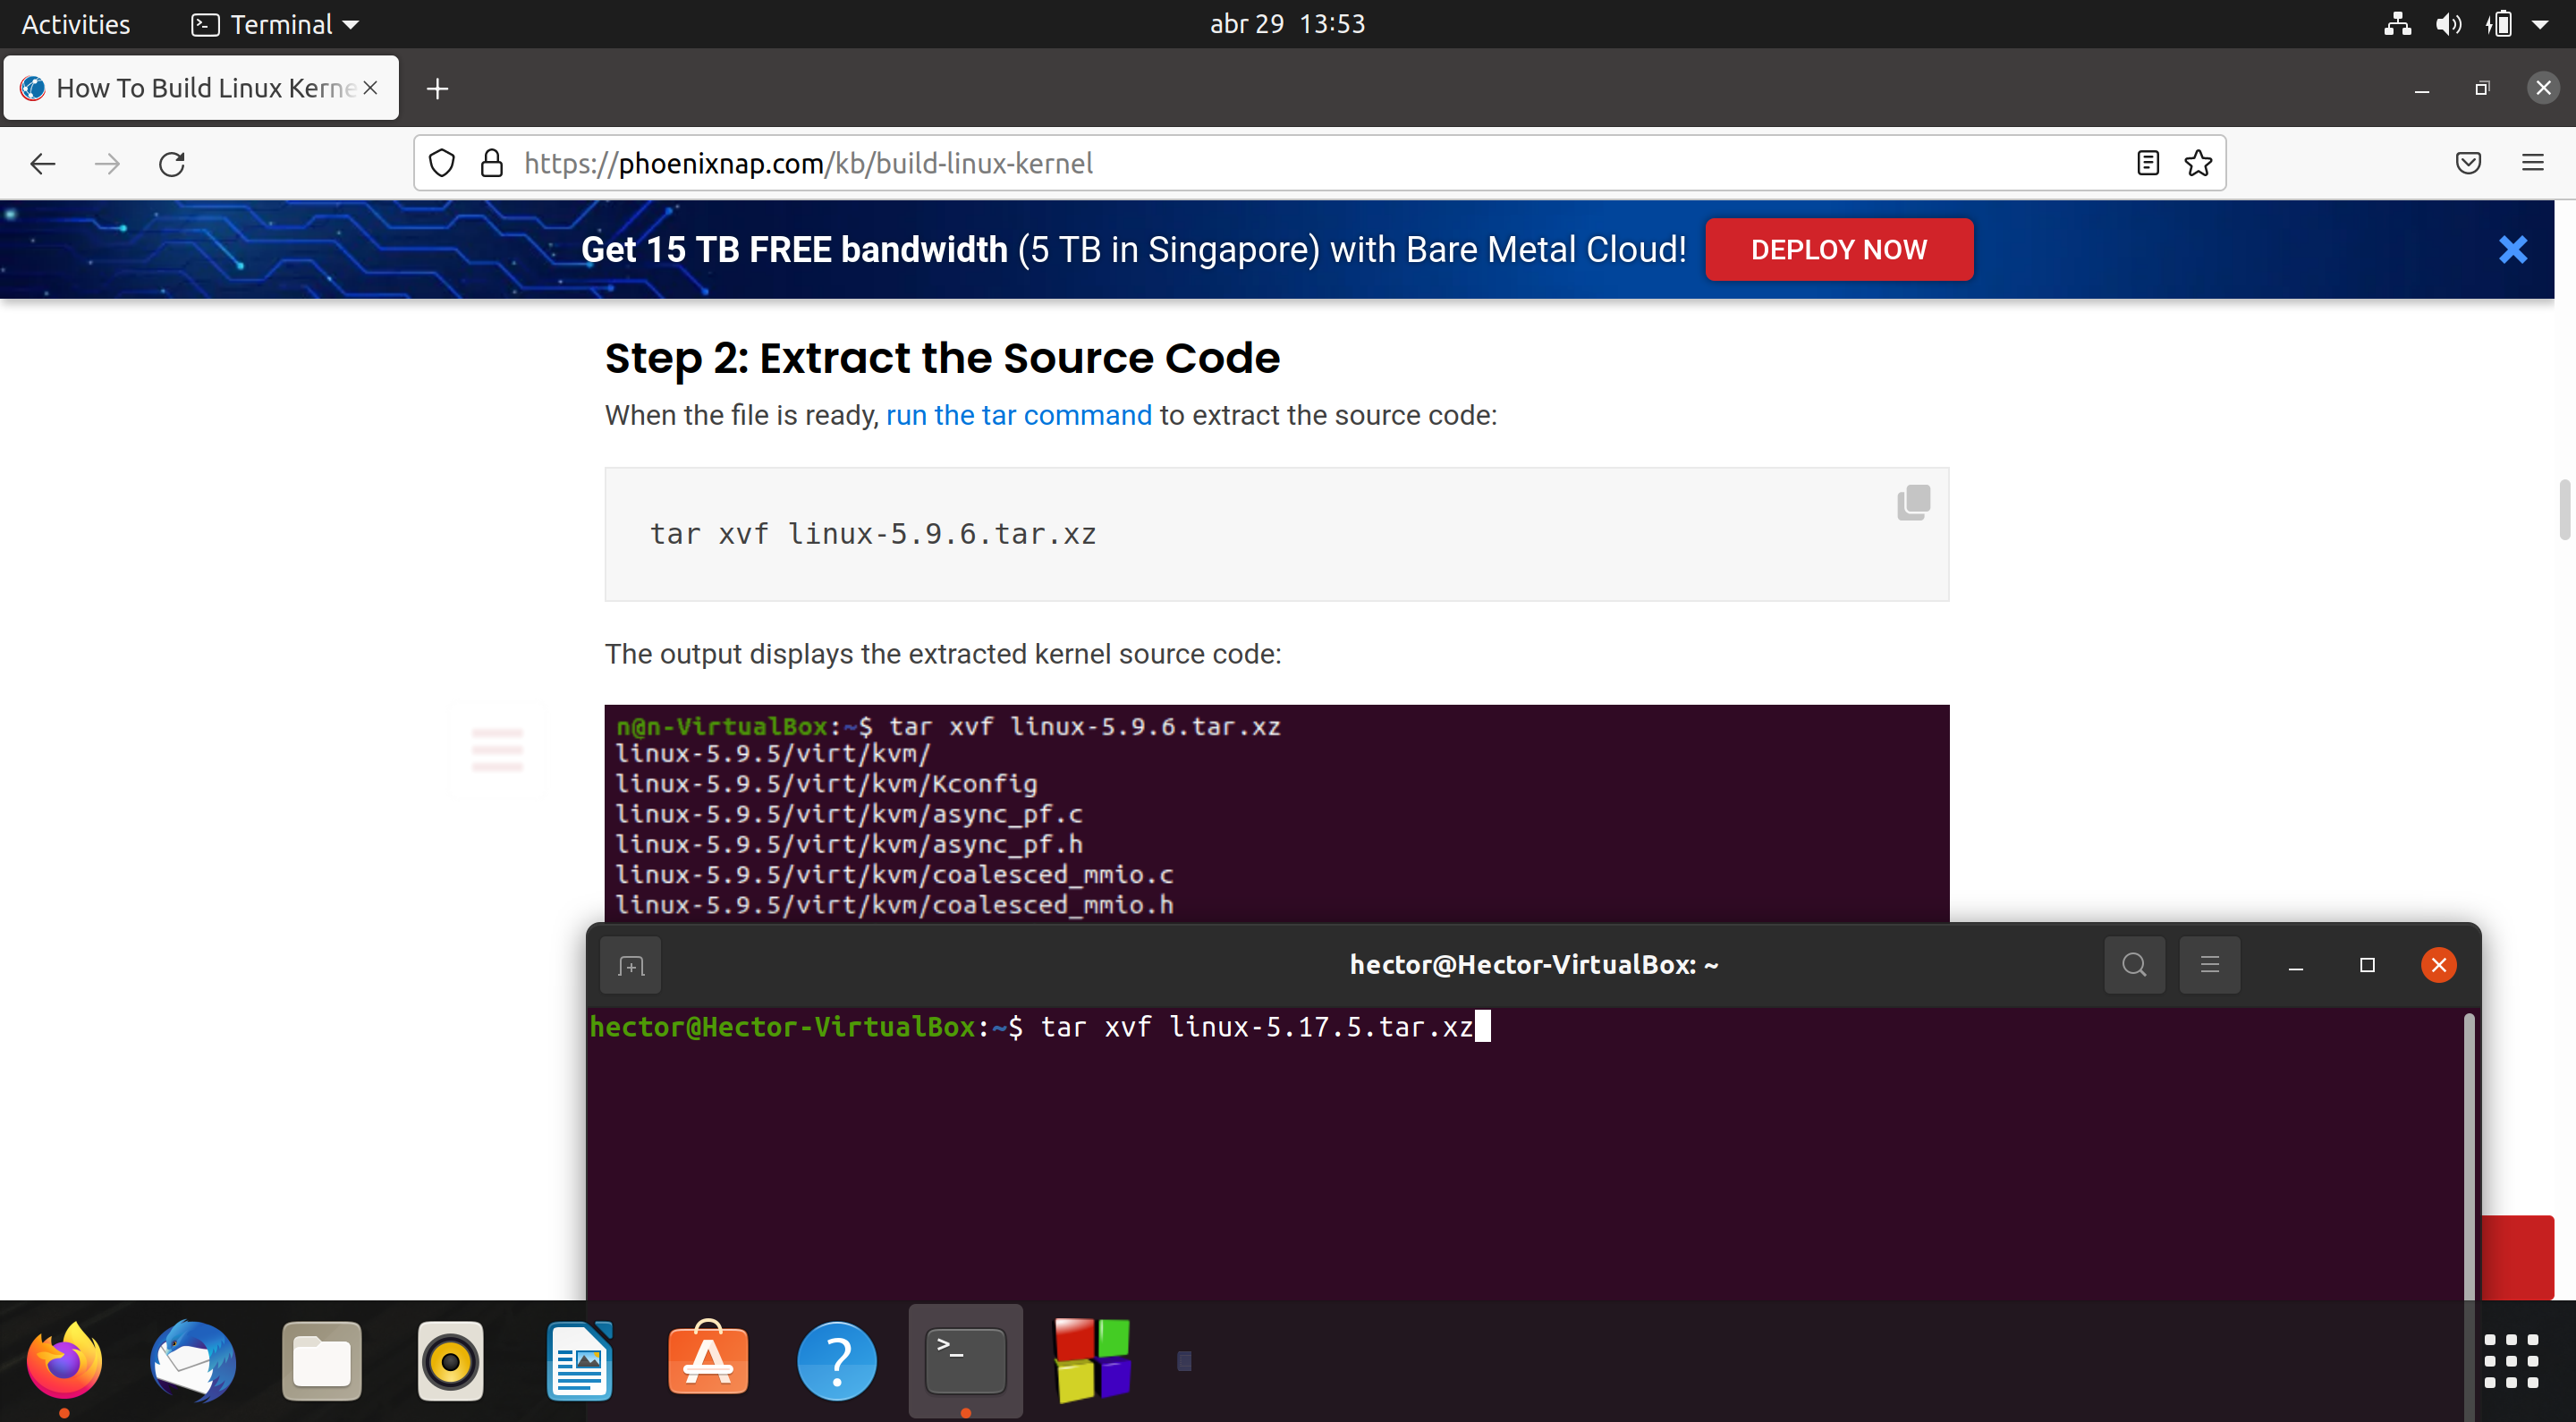 Activities
Terminal
abr 29 13:53
How To Build Linux Kerne
https://phoenixnap.com/kb/build-linux-kernel
Get 15 TB FREE bandwidth (5 TB in Singapore) with Bare Metal Cloud!
DEPLOY NOW
Step 2: Extract the Source Code
When the file is ready, run the tar command to extract the source code:
tar xvf linux-5.9.6.tar.xz
The output displays the extracted kernel source code:
n@n-VirtualBox:~$ tar xvf linux-5.9.6.tar.xz
linux-5.9.5/virt/kvm/
linux-5.9.5/virt/kvm/Kconfig
linux-5.9.5/virt/kvm/async_pf.c
linux-5.9.5/virt/kvm/async_pf.h
linux-5.9.5/virt/kvm/coalesced_mmio.c
linux-5.9.5/virt/kvm/coalesced_mmio.h
hector@Hector-VirtualBox: ~
hector@Hector-VirtualBox:~$ tar xvf linux-5.17.5.tar.xz